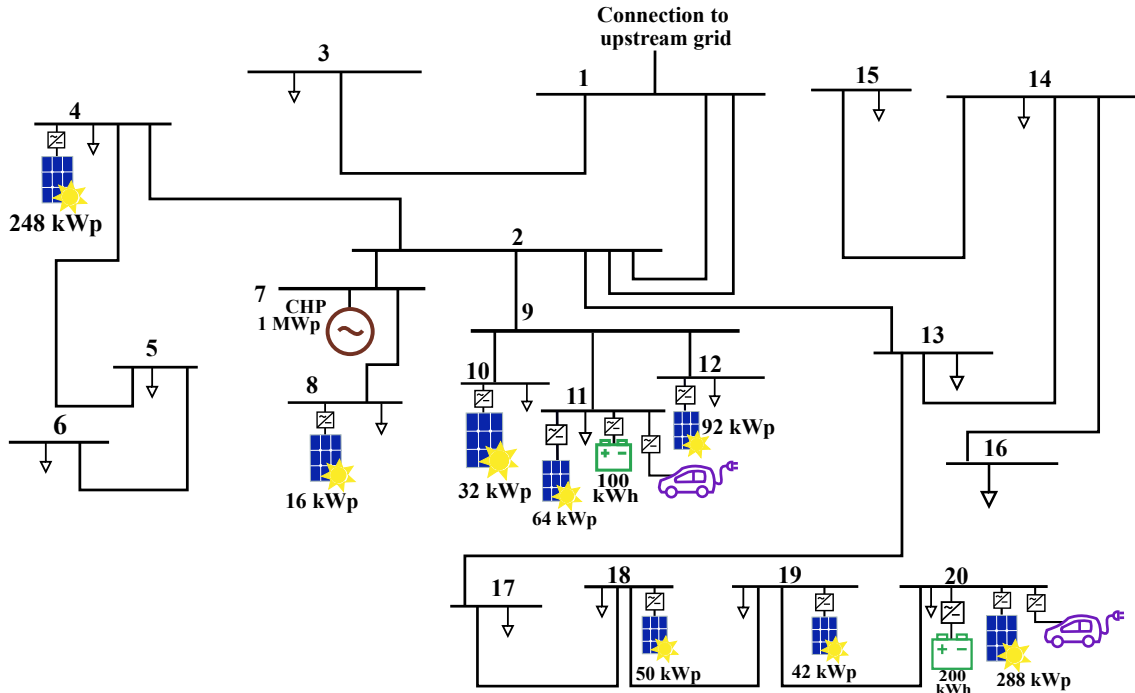 Connection to
upstream grid
3
1
15
14
4
248 kWp
2
7
CHP
1 MWp
9
13
5
10
12
8
11
6
92 kWp
16
100
kWh
32 kWp
16 kWp
64 kWp
17
18
19
20
50 kWp
42 kWp
200
kWh
288 kWp